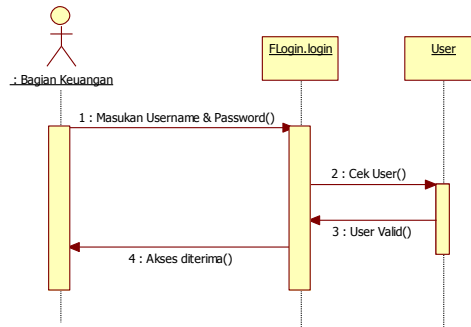 : Bagian Keuangan
FLogin.login
User
1 : Masukan Username & Password()
2 : Cek User()
3 : User Valid()
4 : Akses diterima()